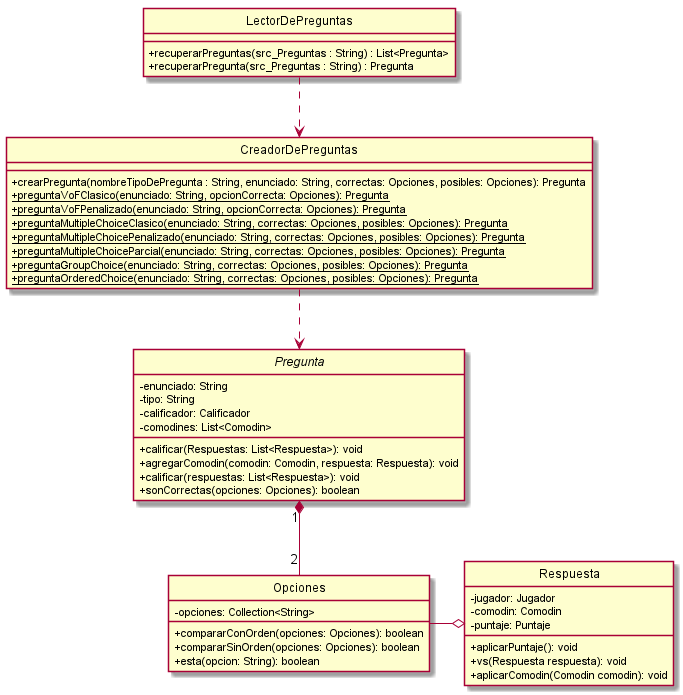 LectorDePreguntas
+recuperarPreguntas(src_Preguntas : String) : List<Pregunta>
+recuperarPregunta(src_Preguntas : String) : Pregunta
CreadorDePreguntas
+crearPregunta(nombreTipoDePregunta : String, enunciado: String, correctas: Opciones, posibles: Opciones): Pregunta
+preguntaVoFClasico(enunciado: String, opcionCorrecta: Opciones): Pregunta
+preguntaVoFPenalizado(enunciado: String, opcionCorrecta: Opciones): Pregunta
+preguntaMultipleChoiceClasico(enunciado: String, correctas: Opciones, posibles: Opciones): Pregunta
+preguntaMultipleChoicePenalizado(enunciado: String, correctas: Opciones, posibles: Opciones): Pregunta
+preguntaMultipleChoiceParcial(enunciado: String, correctas: Opciones, posibles: Opciones): Pregunta
+preguntaGroupChoice(enunciado: String, correctas: Opciones, posibles: Opciones): Pregunta
+preguntaOrderedChoice(enunciado: String, correctas: Opciones, posibles: Opciones): Pregunta
Pregunta
-enunciado: String
-tipo: String
-calificador: Calificador
-comodines: List<Comodin>
+calificar(Respuestas: List<Respuesta>): void
+agregarComodin(comodin: Comodin, respuesta: Respuesta): void
+calificar(respuestas: List<Respuesta>): void
+sonCorrectas(opciones: Opciones): boolean
1
2
Opciones
-opciones: Collection<String>
+compararConOrden(opciones: Opciones): boolean
+compararSinOrden(opciones: Opciones): boolean
+esta(opcion: String): boolean
Respuesta
-jugador: Jugador
-comodin: Comodin
-puntaje: Puntaje
+aplicarPuntaje(): void
+vs(Respuesta respuesta): void
+aplicarComodin(Comodin comodin): void